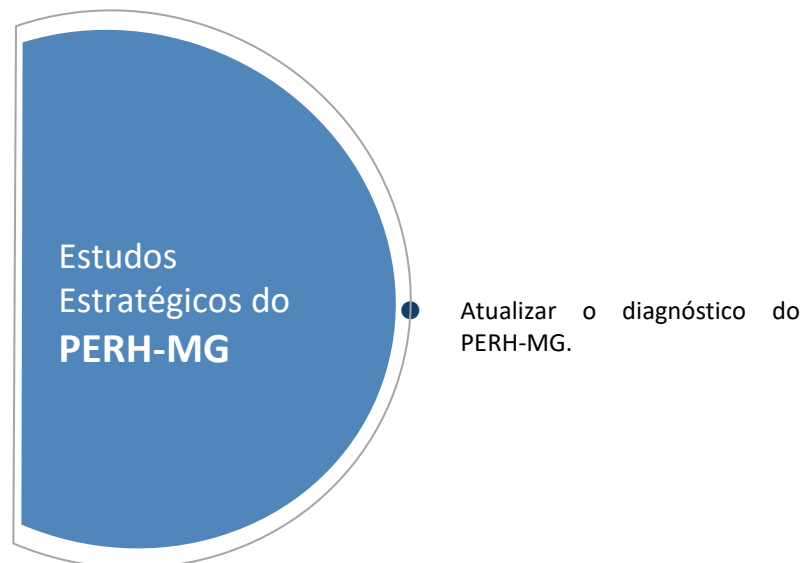 Estudos
Estratégicos do
PERH-MG
Atualizar o diagnóstico do
PERH-MG.